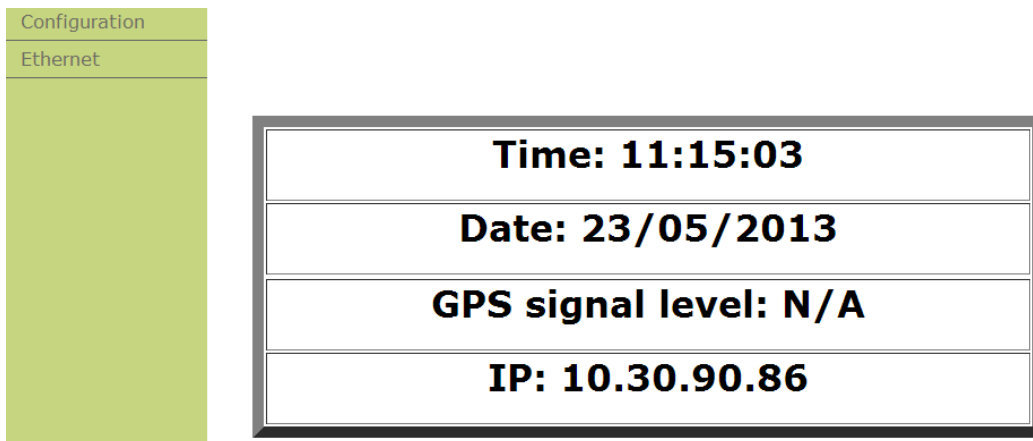 Configuration
Ethernet
Time: 11:15:03
Date: 23/05/2013
GPS signal level: N/A
IP: 10.30.90.86